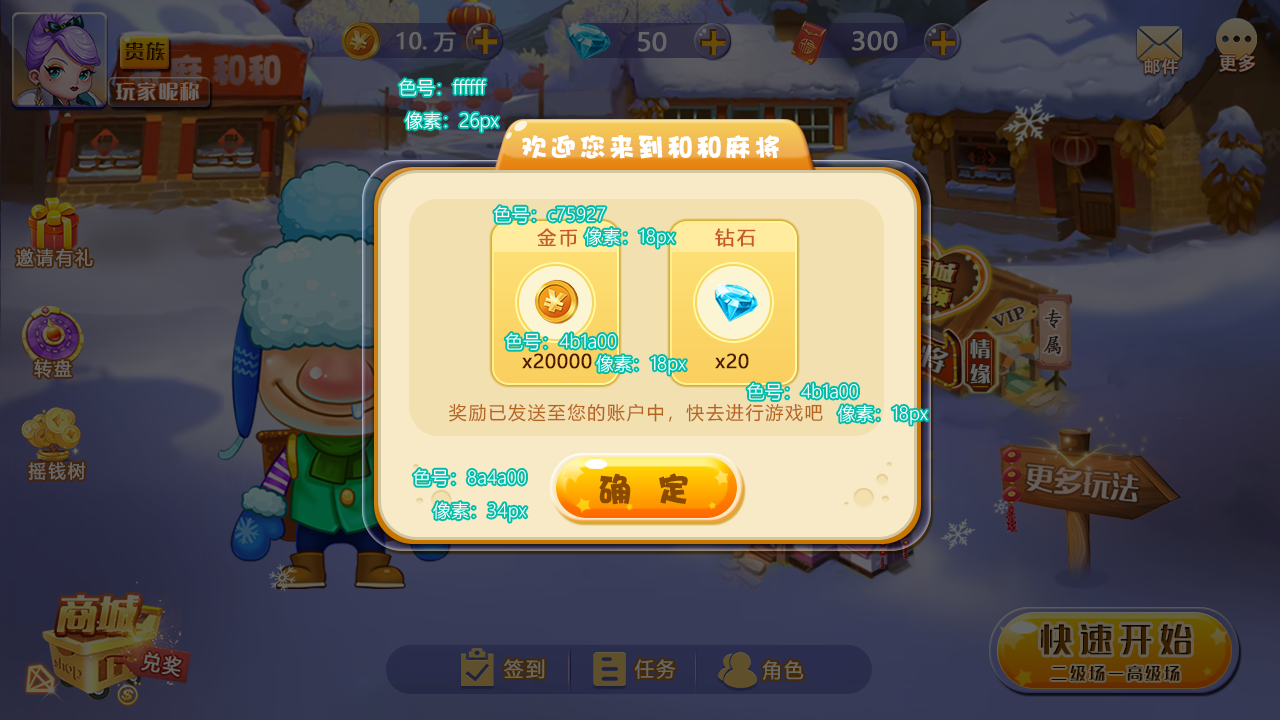 贵族
玩家昵称
10.万
50
300
邮件
更多
麻和和
色号：ffffff
像素：26px
欢迎您来到和和麻将
色号：c75927
金币
像素：18px
钻石
邀请有礼
转盘
摇钱树
色号：4b1a00
x20000
像素：18px
x20
色号：4b1a00
奖励已发送至您的账户中，快去进行游戏吧
像素：18px
VIP
专属
情缘
色号：8a4a00
像素：34px
确 定
更多玩法
商城
shop
兑奖
签到
任务
角色
快速开始
二级场一高级场